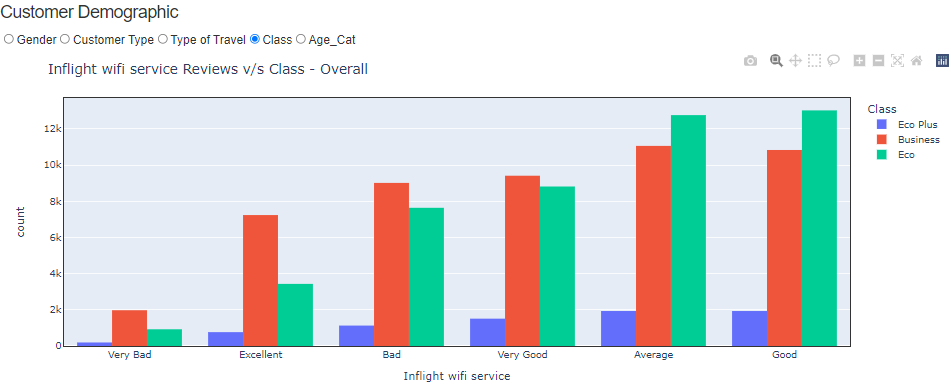 Customer Demographic
Gender Customer Type Type of Travel Class Age_Cat
Inflight wifi service Reviews v/s Class - Overall
Class
Eco Plus
Business
Eco
12k
10k
8k
6k
4k
2k
0
count
Very Bad Excellent Bad Very Good Average Good
Inflight wifi service